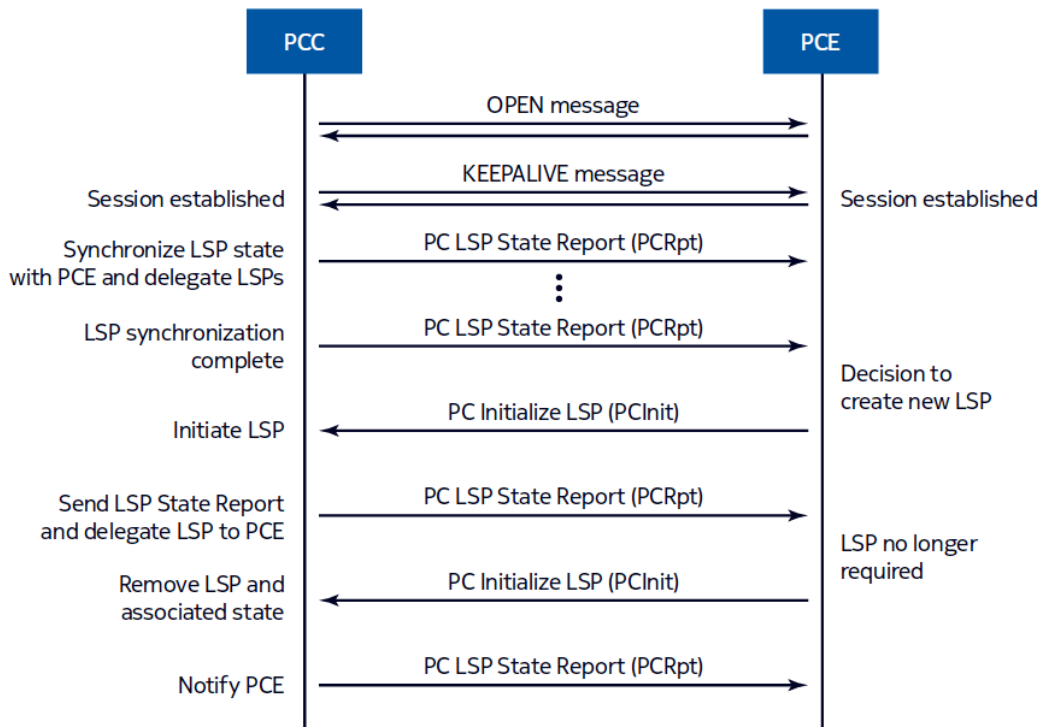 PCC
PCE
OPEN message
KEEPALIVE message
Session established
Session established
Synchronize LSP state
with PCE and delegate LSPs
PC LSP State Report (PCRpt)
LSP synchronization
complete
PC LSP State Report (PCRpt)
Decision to
create new LSP
Initiate LSP
PC Initialize LSP (PCInit)
Send LSP State Report
and delegate LSP to PCE
PC LSP State Report (PCRpt)
LSP no longer
required
Remove LSP and
associated state
PC Initialize LSP (PCInit)
Notify PCE
PC LSP State Report (PCRpt)